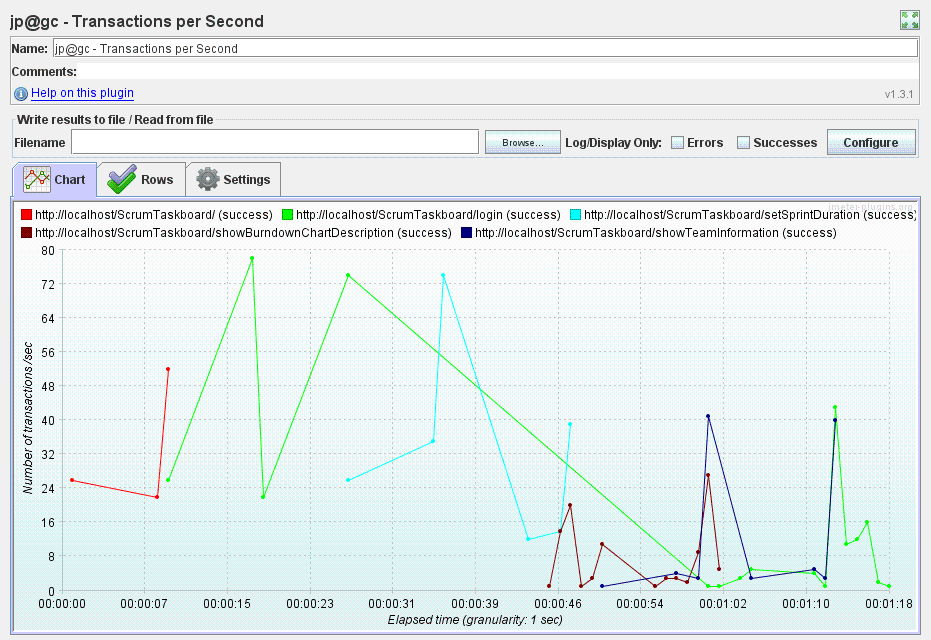 jp@gc - Transactions per Second
Name: jp@gc - Transactions per Second
Comments:
Help on this plugin v1.3.1
Write results to file / Read from file
Filename Browse... Log/Display Only: Errors Successes Configure
Chart Rows Settings
jmeter-plugins.org
http://localhost/ScrumTaskboard/ (success) http://localhost/ScrumTaskboard/login (success) http://localhost/ScrumTaskboard/setSprintDuration (success)
http://localhost/ScrumTaskboard/showBurndownChartDescription (success) http://localhost/ScrumTaskboard/showTeamInformation (success)
80
72
64
56
48
40
32
24
16
8
0
Number of transactions /sec
00:00:00 00:00:07 00:00:15 00:00:23 00:00:31 00:00:39 00:00:46 00:00:54 00:01:02 00:01:10 00:01:18
Elapsed time (granularity: 1 sec)